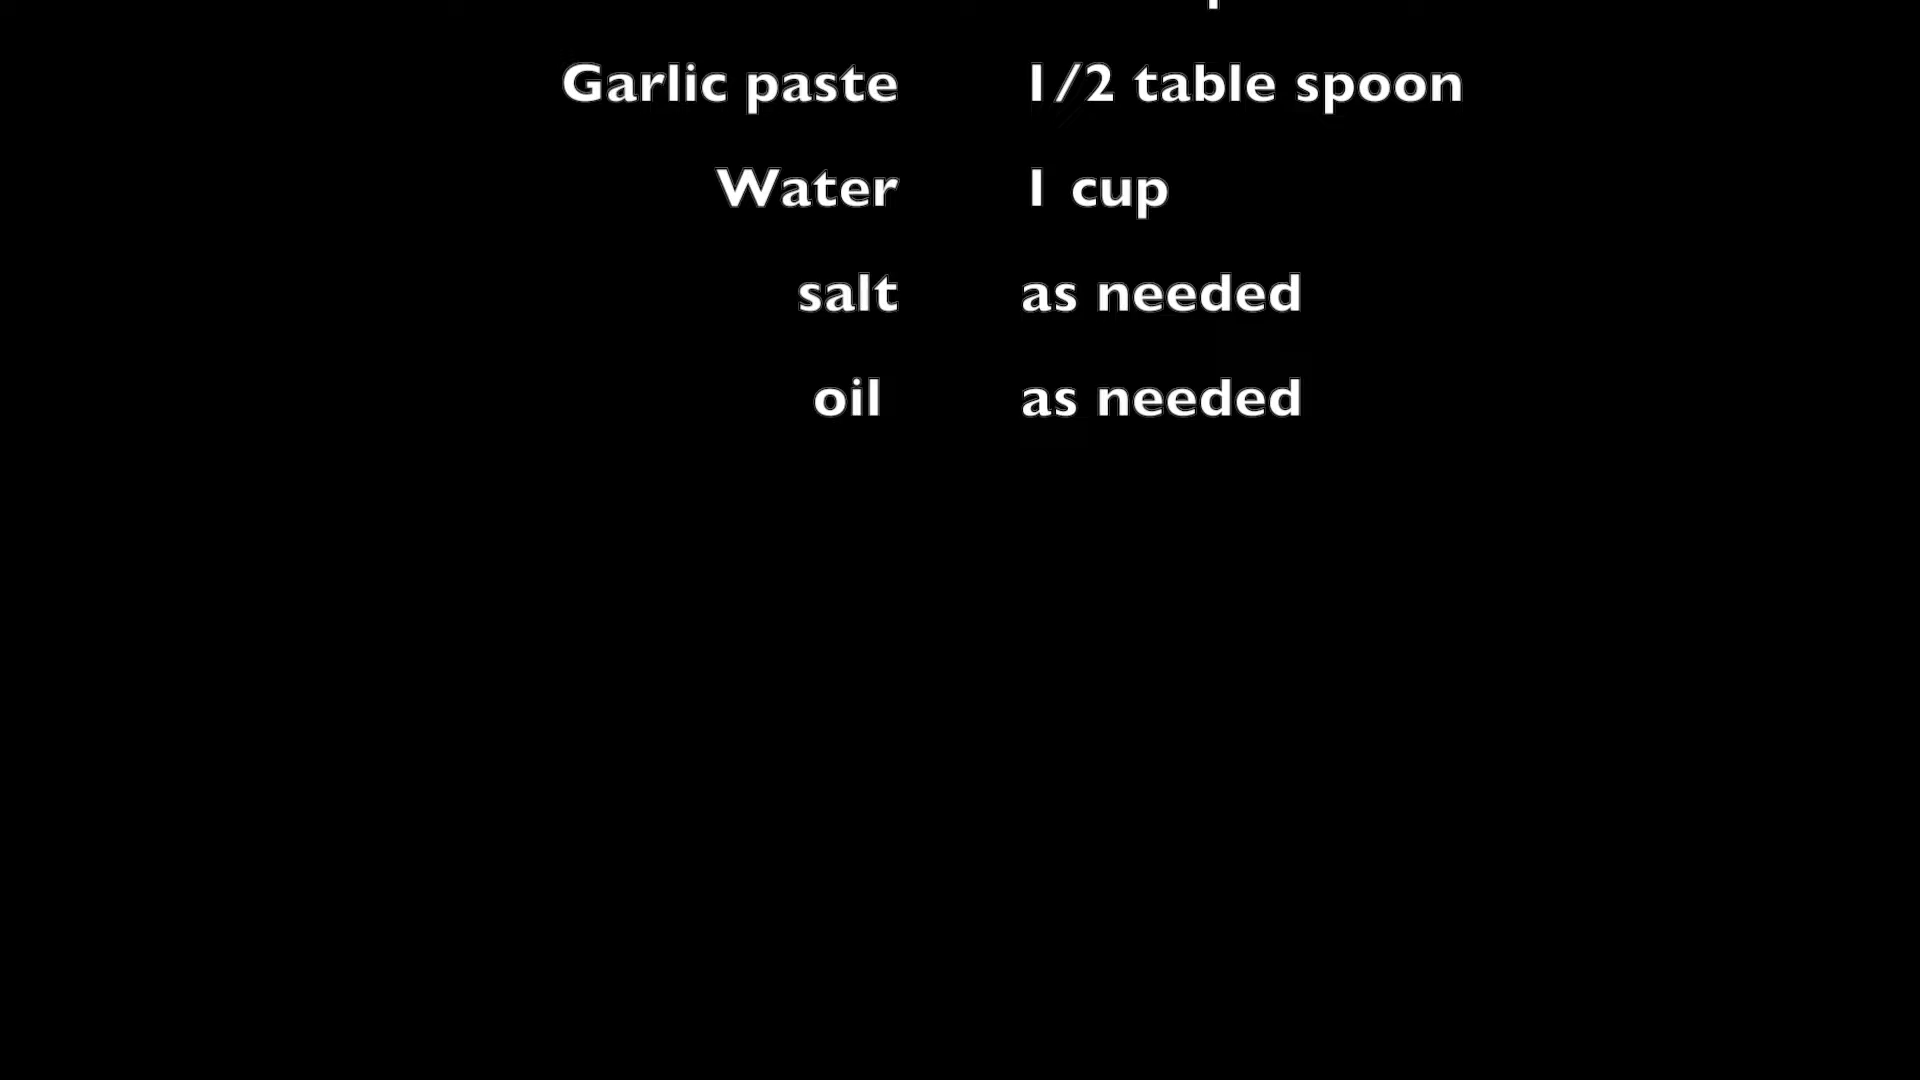 Garlic paste 1/2 table spoon
Water 1 cup
salt as needed
oil as needed